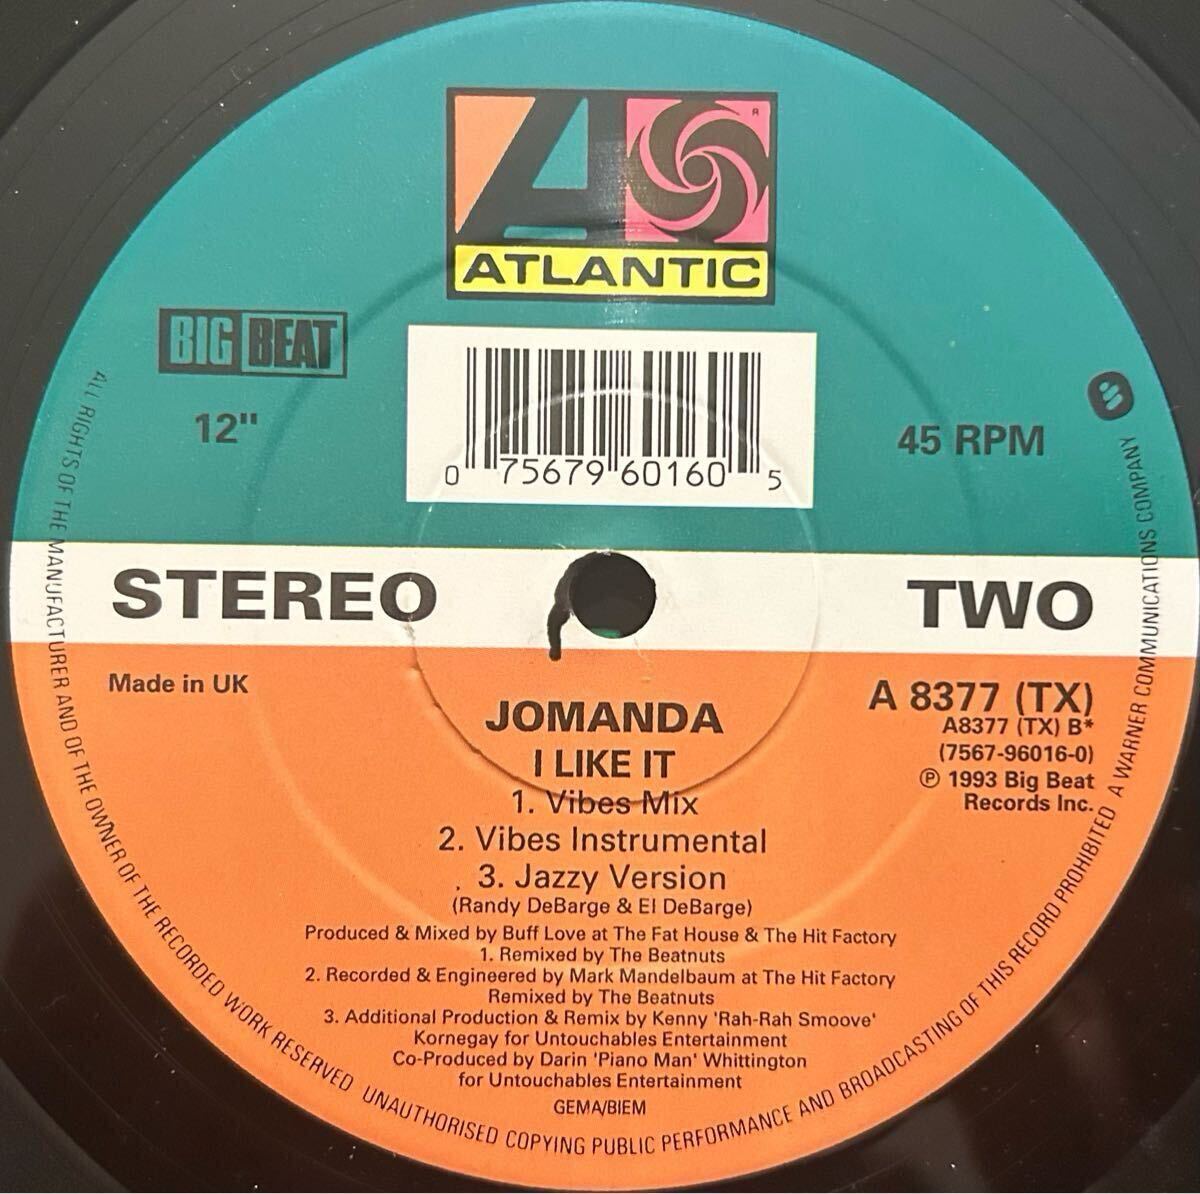 ATLANTIC
®
BIG BEAT
12"
45 RPM
0 75679 60160 5
STEREO
TWO
Made in UK
A 8377 (TX)
A8377 (TX) B*
(7567-96016-0)
℗ 1993 Big Beat
Records Inc.
JOMANDA
I LIKE IT
1. Vibes Mix
2. Vibes Instrumental
3. Jazzy Version
(Randy DeBarge & El DeBarge)
Produced & Mixed by Buff Love at The Fat House & The Hit Factory
1. Remixed by The Beatnuts
2. Recorded & Engineered by Mark Mandelbaum at The Hit Factory
Remixed by The Beatnuts
3. Additional Production & Remix by Kenny 'Rah-Rah Smoove'
Kornegay for Untouchables Entertainment
Co-Produced by Darin 'Piano Man' Whittington
for Untouchables Entertainment
GEMA/BIEM
ALL RIGHTS OF THE MANUFACTURER AND OF THE OWNER OF THE RECORDED WORK RESERVED UNAUTHORISED COPYING PUBLIC PERFORMANCE AND BROADCASTING OF THIS RECORD PROHIBITED A WARNER COMMUNICATIONS COMPANY